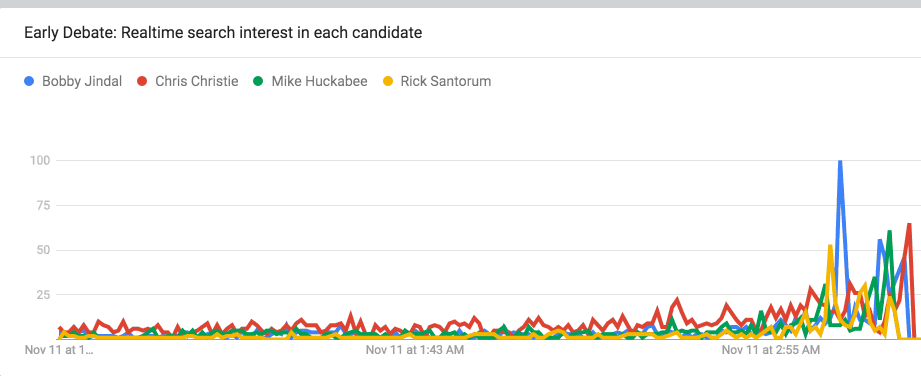 Early Debate: Realtime search interest in each candidate
Bobby Jindal Chris Christie Mike Huckabee Rick Santorum
100
75
50
25
Nov 11 at 1... Nov 11 at 1:43 AM Nov 11 at 2:55 AM